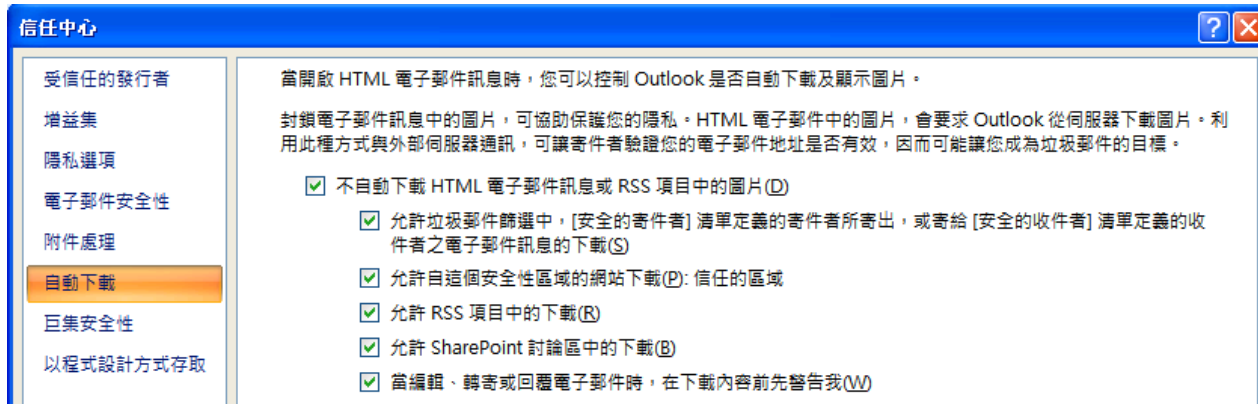 信任中心
受信任的發行者
增益集
隱私選項
電子郵件安全性
附件處理
自動下載
巨集安全性
以程式設計方式存取
當開啟 HTML 電子郵件訊息時，您可以控制 Outlook 是否自動下載及顯示圖片。
封鎖電子郵件訊息中的圖片，可協助保護您的隱私。HTML 電子郵件中的圖片，會要求 Outlook 從伺服器下載圖片。利
用此種方式與外部伺服器通訊，可讓寄件者驗證您的電子郵件地址是否有效，因而可能讓您成為垃圾郵件的目標。
不自動下載 HTML 電子郵件訊息或 RSS 項目中的圖片(D)
允許垃圾郵件篩選中，[安全的寄件者] 清單定義的寄件者所寄出，或寄給 [安全的收件者] 清單定義的收
件者之電子郵件訊息的下載(S)
允許自這個安全性區域的網站下載(P): 信任的區域
允許 RSS 項目中的下載(R)
允許 SharePoint 討論區中的下載(B)
當編輯、轉寄或回覆電子郵件時，在下載內容前先警告我(W)